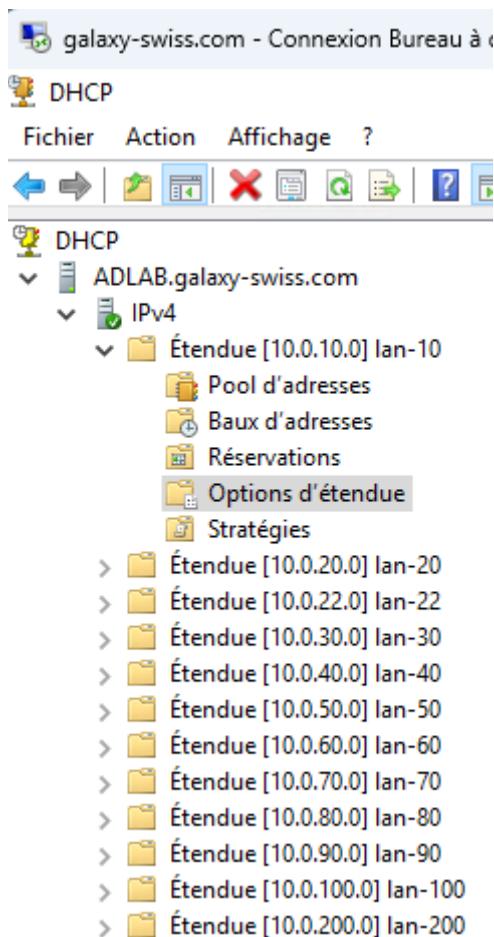 galaxy-swiss.com - Connexion Bureau à
DHCP
Fichier Action Affichage ?
DHCP
ADLAB.galaxy-swiss.com
IPv4
Étendue [10.0.10.0] lan-10
Pool d'adresses
Baux d'adresses
Réservations
Options d'étendue
Stratégies
Étendue [10.0.20.0] lan-20
Étendue [10.0.22.0] lan-22
Étendue [10.0.30.0] lan-30
Étendue [10.0.40.0] lan-40
Étendue [10.0.50.0] lan-50
Étendue [10.0.60.0] lan-60
Étendue [10.0.70.0] lan-70
Étendue [10.0.80.0] lan-80
Étendue [10.0.90.0] lan-90
Étendue [10.0.100.0] lan-100
Étendue [10.0.200.0] lan-200